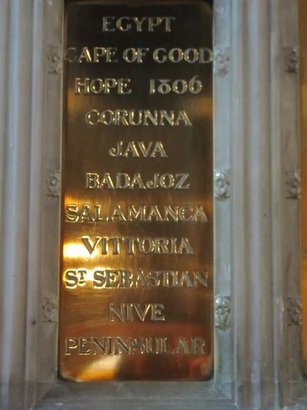 EGYPT
CAPE OF GOOD
HOPE 1806
CORUNNA
JAVA
BADAJOZ
SALAMANCA
VITTORIA
ST SEBASTIAN
NIVE
PENINSULAR